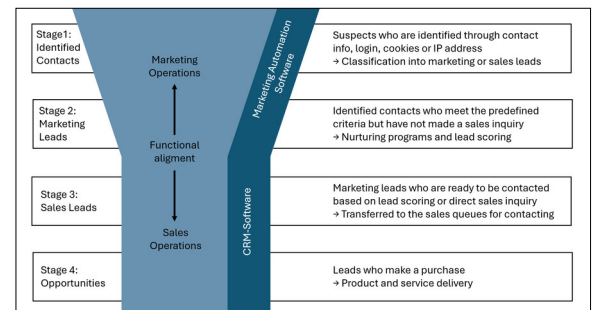 Stage1:
Identified
Contacts
Marketing
Operations
Marketing Automation
Software
Suspects who are identified through contact
info, login, cookies or IP address
→ Classification into marketing or sales leads
Stage 2:
Marketing
Leads
Functional
aligment
Identified contacts who meet the predefined
criteria but have not made a sales inquiry
→ Nurturing programs and lead scoring
Stage 3:
Sales Leads
Sales
Operations
CRM-Software
Marketing leads who are ready to be contacted
based on lead scoring or direct sales inquiry
→ Transferred to the sales queues for contacting
Stage 4:
Opportunities
Leads who make a purchase
→ Product and service delivery